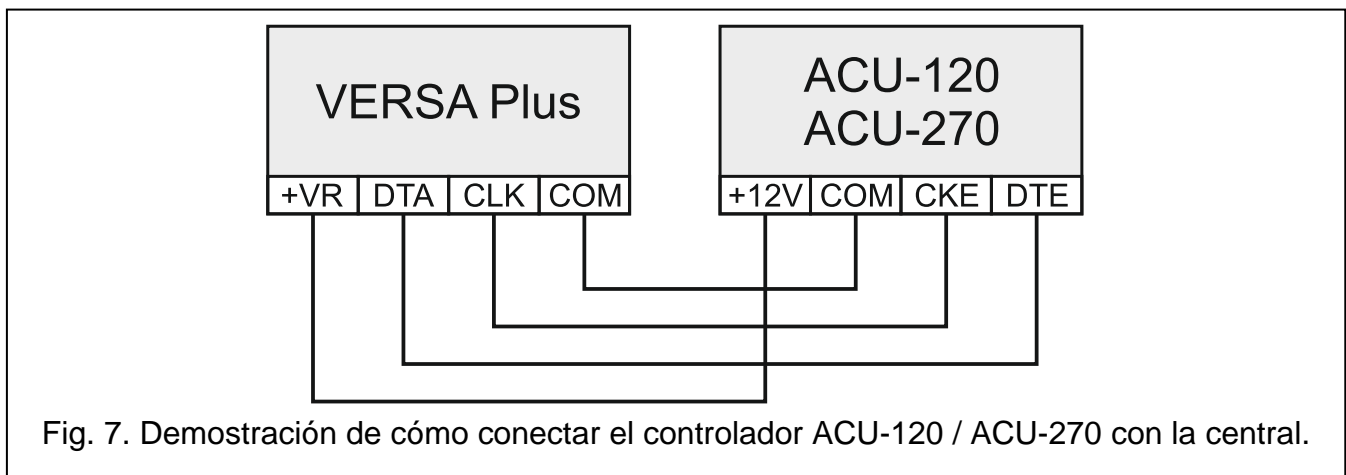 VERSA Plus
+VR DTA CLK COM
ACU-120
ACU-270
+12V COM CKE DTE
Fig. 7. Demostración de cómo conectar el controlador ACU-120 / ACU-270 con la central.